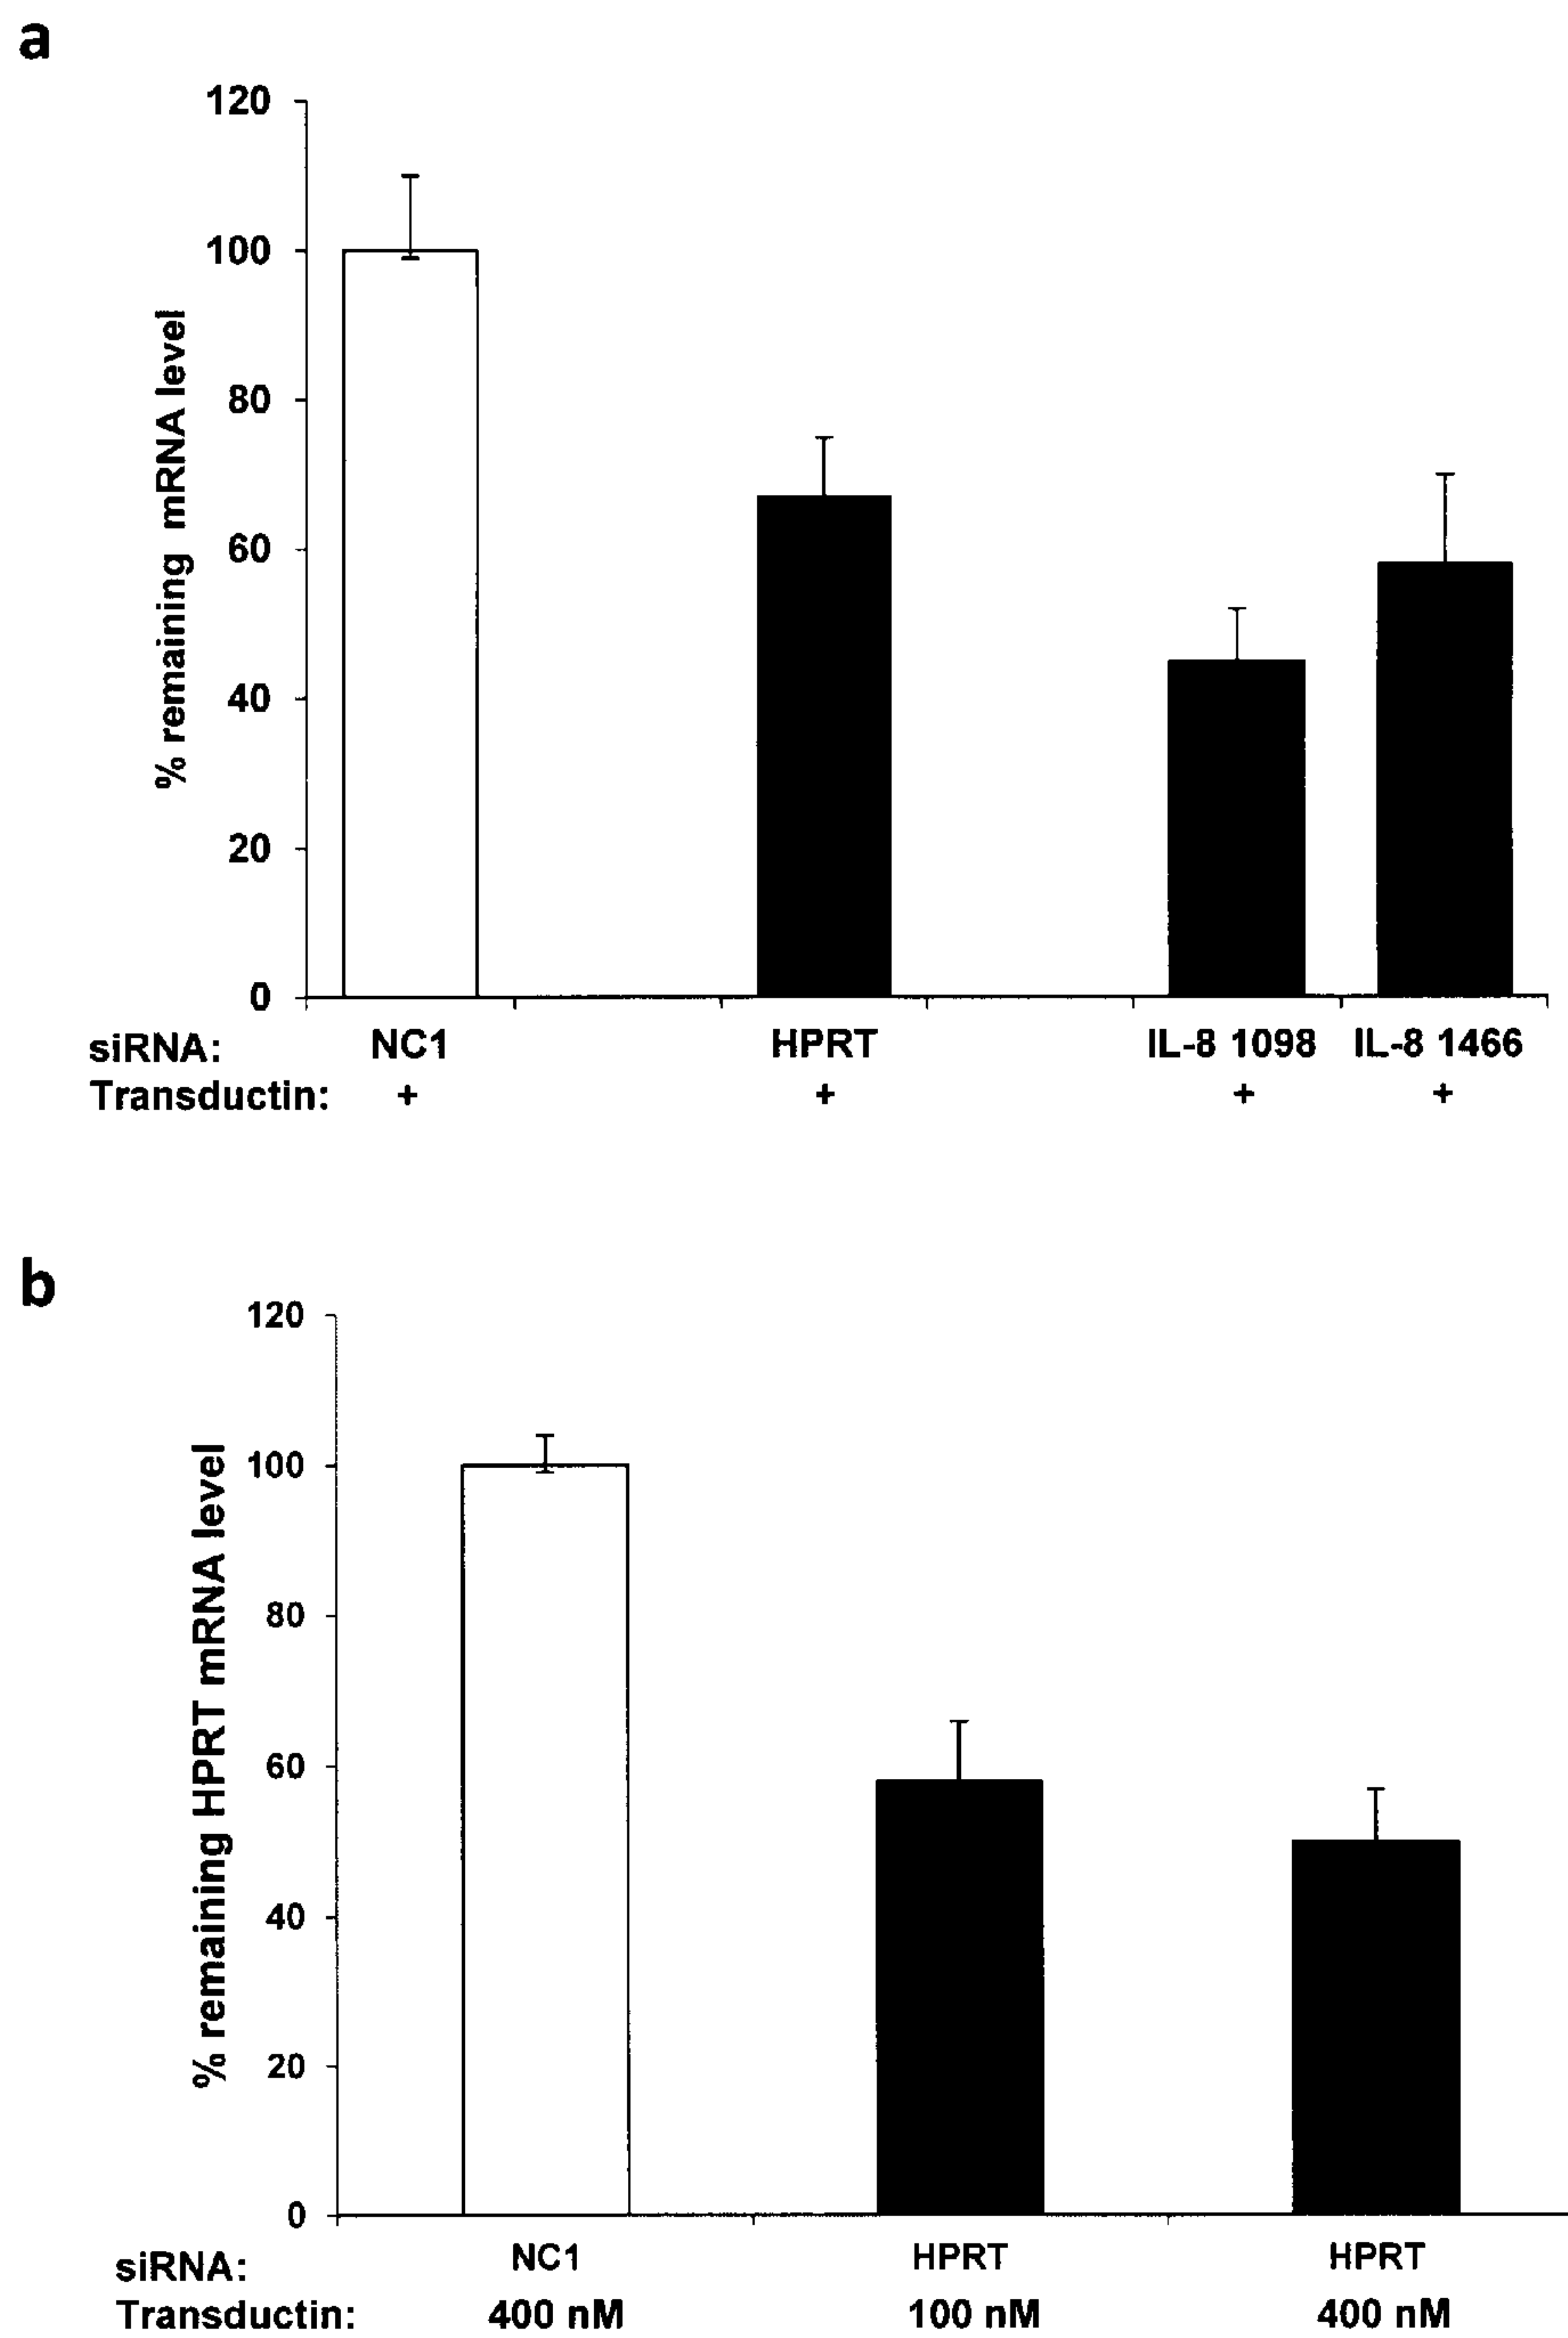 a
120
100
80
60
40
20
0
% remaining mRNA level
siRNA: NC1 HPRT IL-8 1098 IL-8 1466
Transductin: + + + +
b
120
100
80
60
40
20
0
% remaining HPRT mRNA level
siRNA: NC1 HPRT HPRT
Transductin: 400 nM 100 nM 400 nM